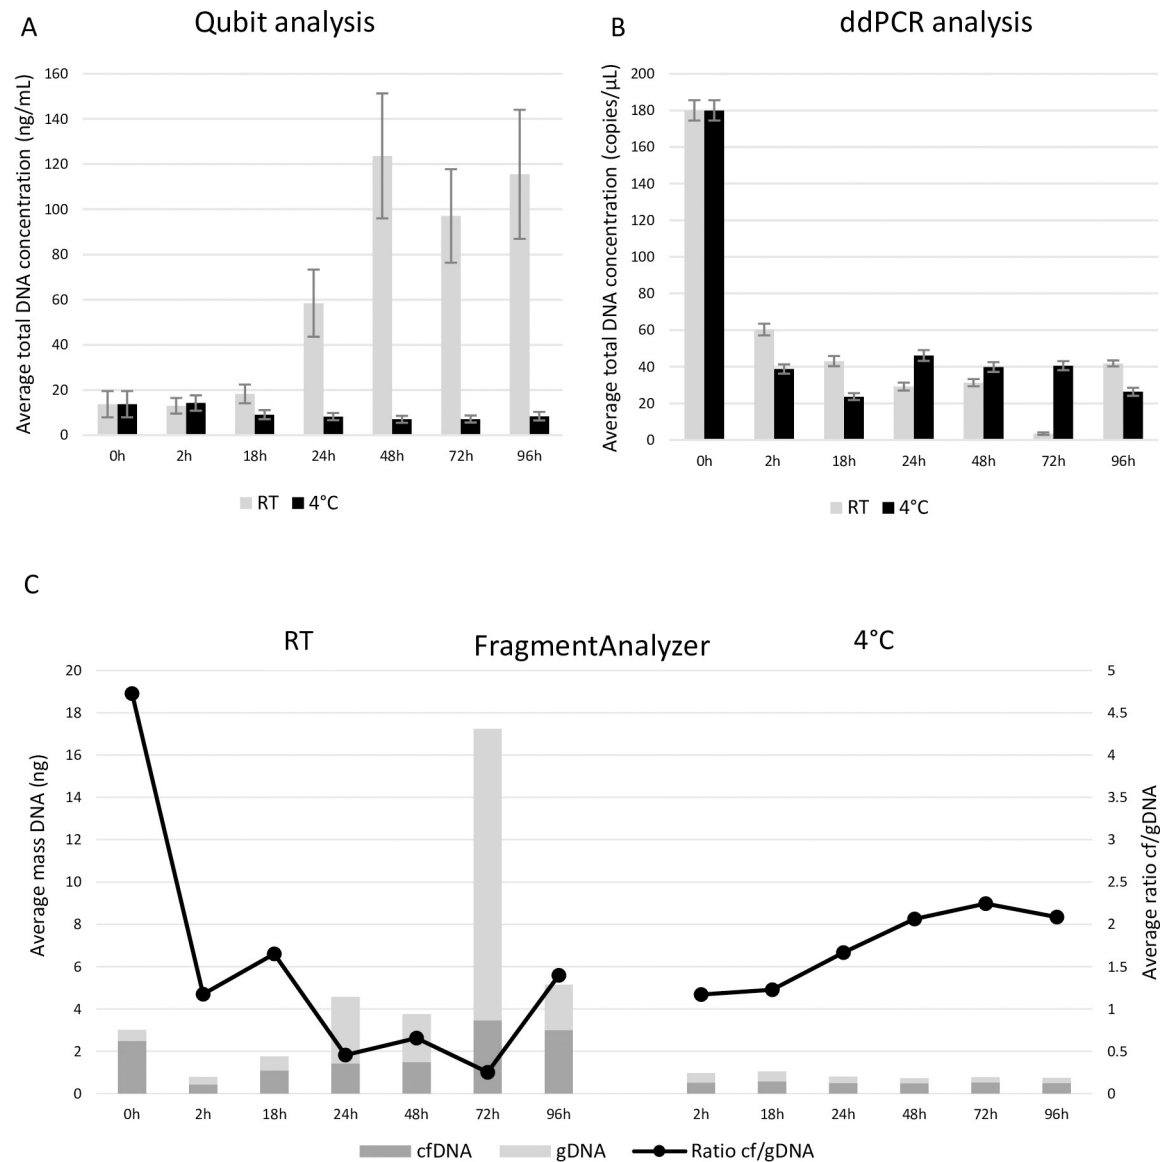 A
Qubit analysis
Average total DNA concentration (ng/mL)
160
140
120
100
80
60
40
20
0
0h 2h 18h 24h 48h 72h 96h
RT 4°C
B
ddPCR analysis
Average total DNA concentration (copies/µL)
200
180
160
140
120
100
80
60
40
20
0
0h 2h 18h 24h 48h 72h 96h
RT 4°C
C
RT FragmentAnalyzer 4°C
Average mass DNA (ng)
20
18
16
14
12
10
8
6
4
2
0
5
4.5
4
3.5
3
2.5
2
1.5
1
0.5
0
Average ratio cf/gDNA
0h 2h 18h 24h 48h 72h 96h 2h 18h 24h 48h 72h 96h
cfDNA gDNA Ratio cf/gDNA